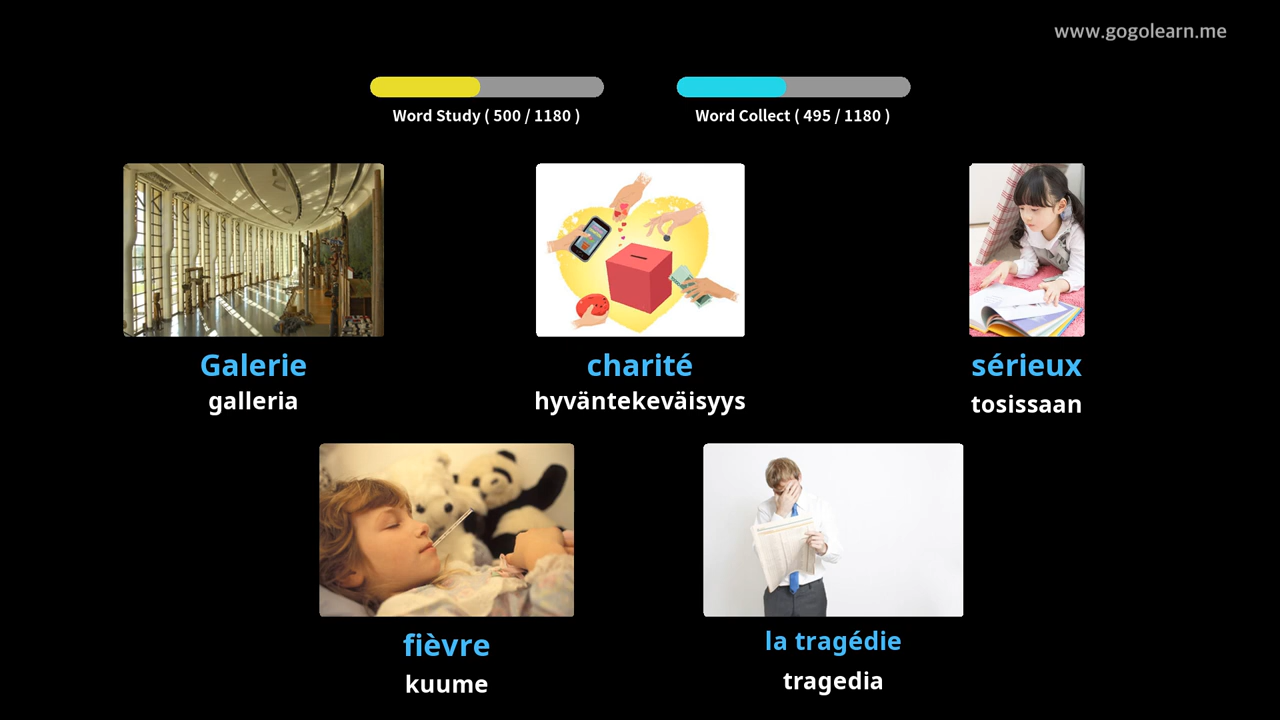 www.gogolearn.me
Word Study ( 500 / 1180 )
Word Collect ( 495 / 1180 )
Galerie
galleria
charité
hyväntekeväisyys
sérieux
tosissaan
fièvre
kuume
la tragédie
tragedia